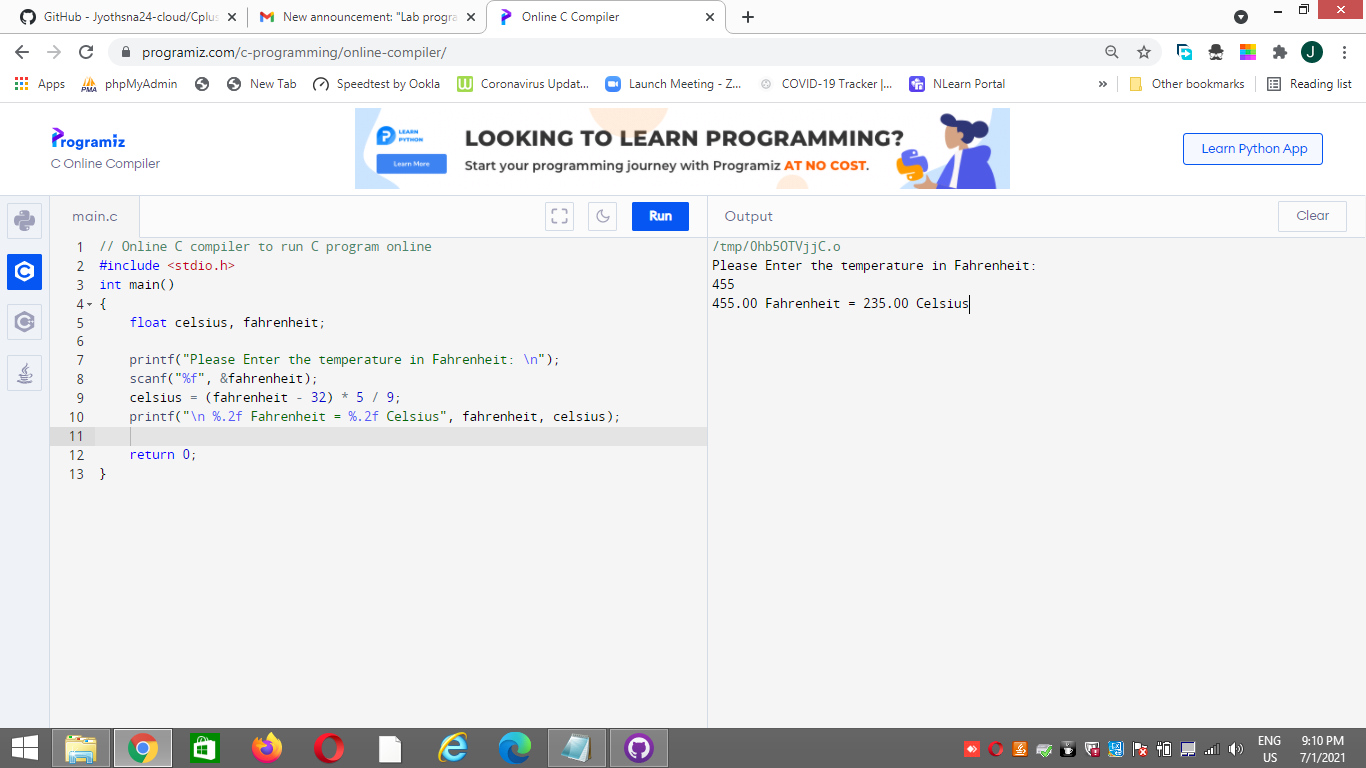 GitHub - Jyothsna24-cloud/Cplus
New announcement: "Lab progra
Online C Compiler
programiz.com/c-programming/online-compiler/
J
Apps
phpMyAdmin
New Tab
Speedtest by Ookla
Coronavirus Updat...
Launch Meeting - Z...
COVID-19 Tracker |...
NLearn Portal
»
Other bookmarks
Reading list
Programiz
C Online Compiler
LEARN PYTHON
Learn More
LOOKING TO LEARN PROGRAMMING?
Start your programming journey with Programiz AT NO COST.
Learn Python App
main.c
Run
Output
Clear
1 // Online C compiler to run C program online
2 #include <stdio.h>
3 int main()
4 {
5 float celsius, fahrenheit;
6
7 printf("Please Enter the temperature in Fahrenheit: \n");
8 scanf("%f", &fahrenheit);
9 celsius = (fahrenheit - 32) * 5 / 9;
10 printf("\n %.2f Fahrenheit = %.2f Celsius", fahrenheit, celsius);
11
12 return 0;
13 }
/tmp/0hb5OTVjjC.o
Please Enter the temperature in Fahrenheit:
455
455.00 Fahrenheit = 235.00 Celsius
ENG
US
9:10 PM
7/1/2021